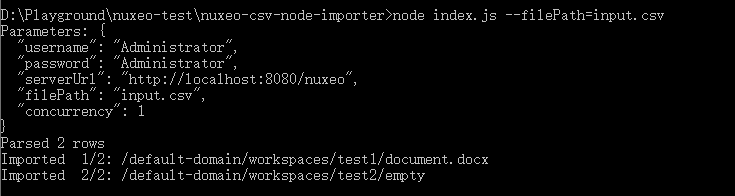 D:\Playground\nuxeo-test\nuxeo-csv-node-importer>node index.js --filePath=input.csv
Parameters: {
  "username": "Administrator",
  "password": "Administrator",
  "serverUrl": "http://localhost:8080/nuxeo",
  "filePath": "input.csv",
  "concurrency": 1
}
Parsed 2 rows
Imported  1/2: /default-domain/workspaces/test1/document.docx
Imported  2/2: /default-domain/workspaces/test2/empty